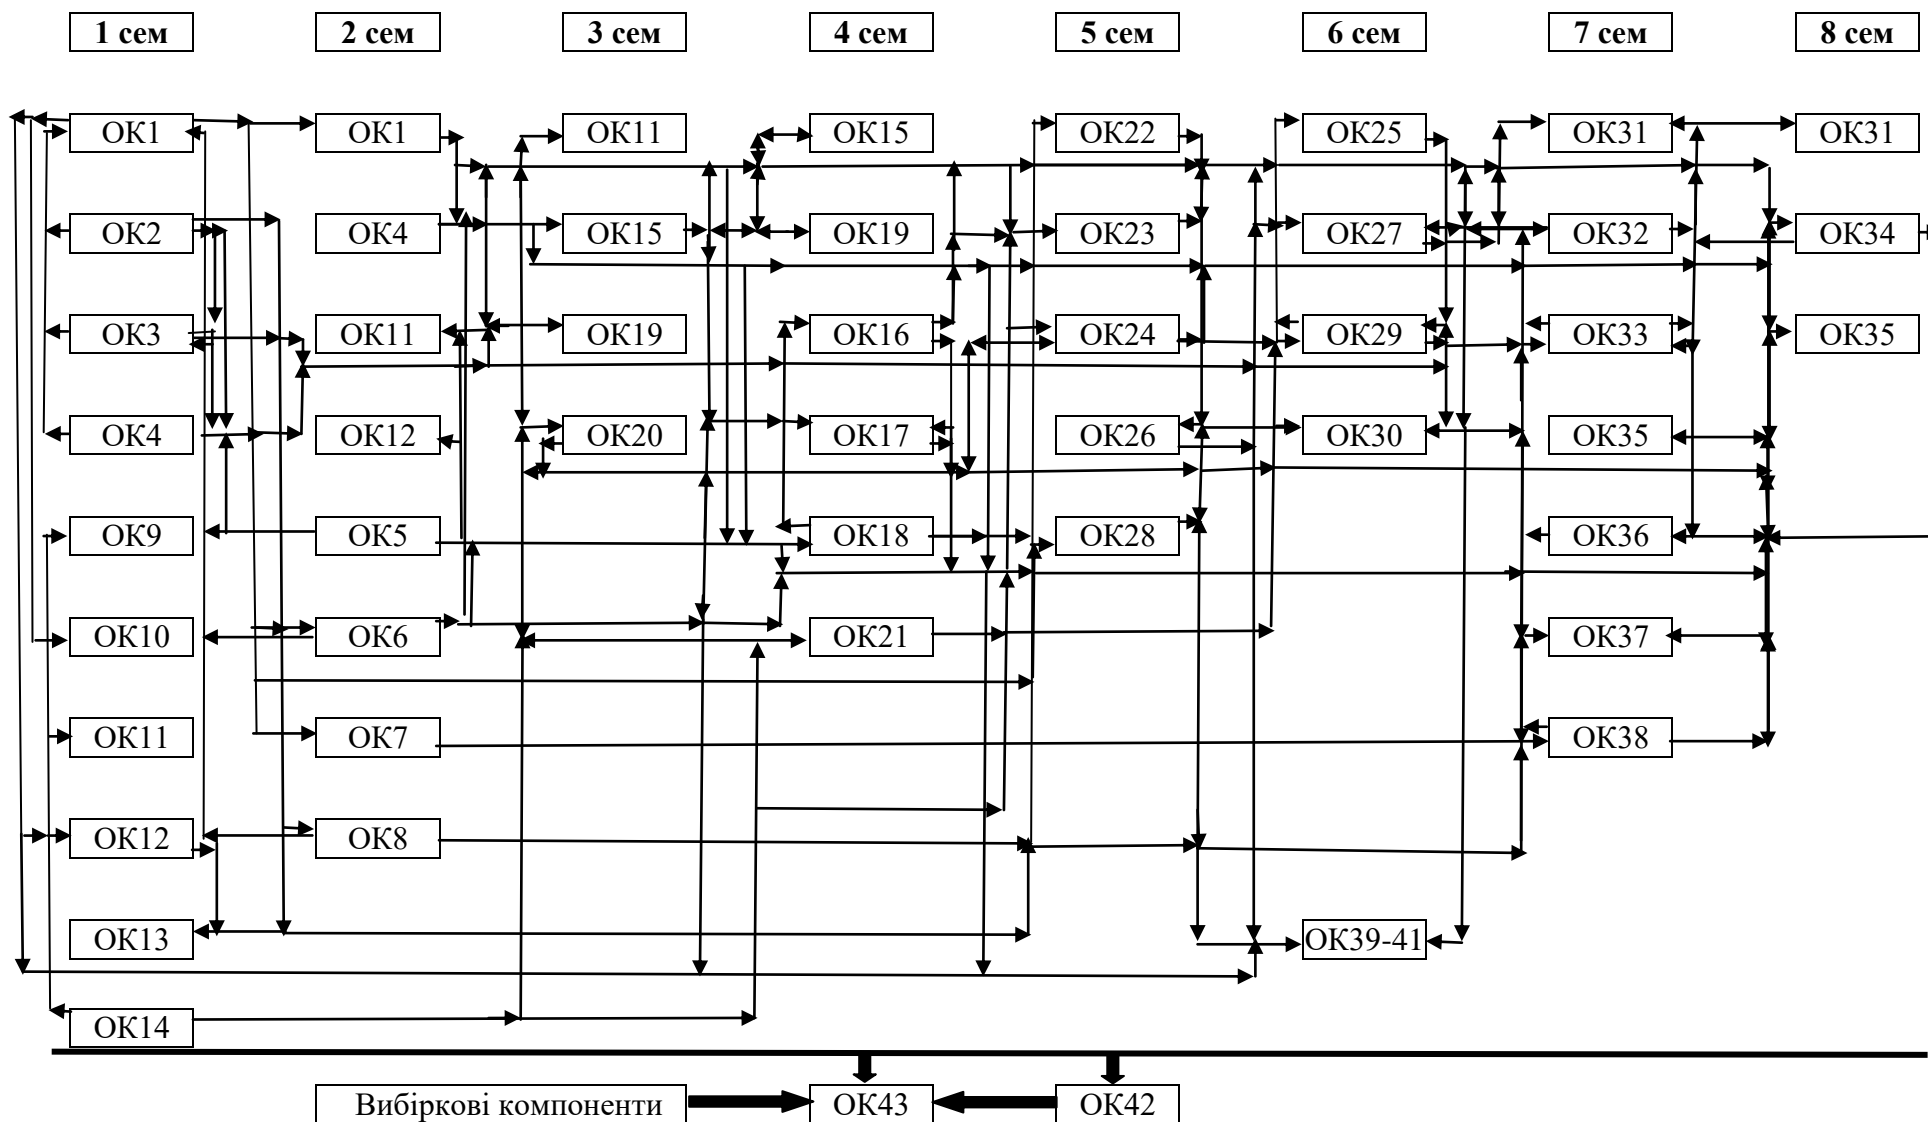 1 сем 2 сем 3 сем 4 сем 5 сем 6 сем 7 сем 8 сем
ОК1 ОК1 ОК11 ОК15 ОК22 ОК25 ОК31 ОК31
ОК2 ОК4 ОК15 ОК19 ОК23 ОК27 ОК32 ОК34
ОК3 ОК11 ОК19 ОК16 ОК24 ОК29 ОК33 ОК35
ОК4 ОК12 ОК20 ОК17 ОК26 ОК30 ОК35
ОК9 ОК5 ОК18 ОК28 ОК36
ОК10 ОК6 ОК21 ОК37
ОК11 ОК7 ОК38
ОК12 ОК8
ОК13 ОК39-41
ОК14
Вибіркові компоненти ОК43 ОК42